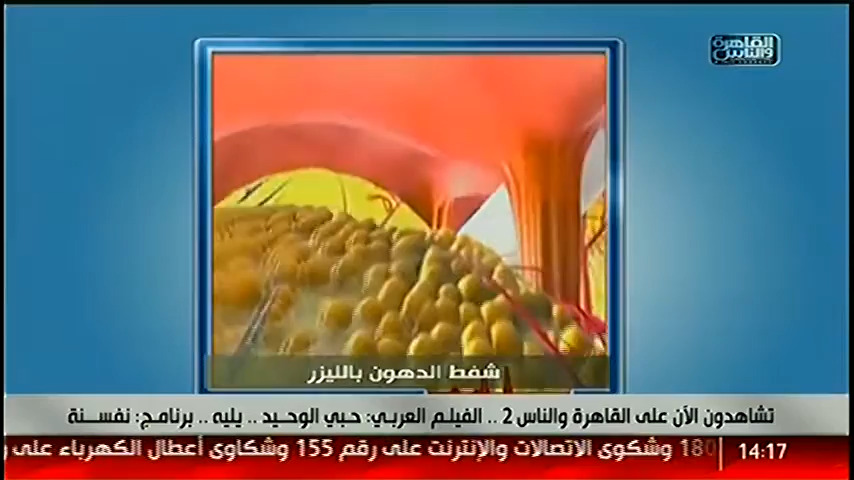 القاهرة
والناس
شفط الدهون بالليزر
تشاهدون الآن على القاهرة والناس 2 .. الفيلم العربي: حبي الوحيد .. يليه .. برنامج: نفسنة
180 وشكوى الاتصالات والإنترنت على رقم 155 وشكاوى أعطال الكهرباء على ر
14:17